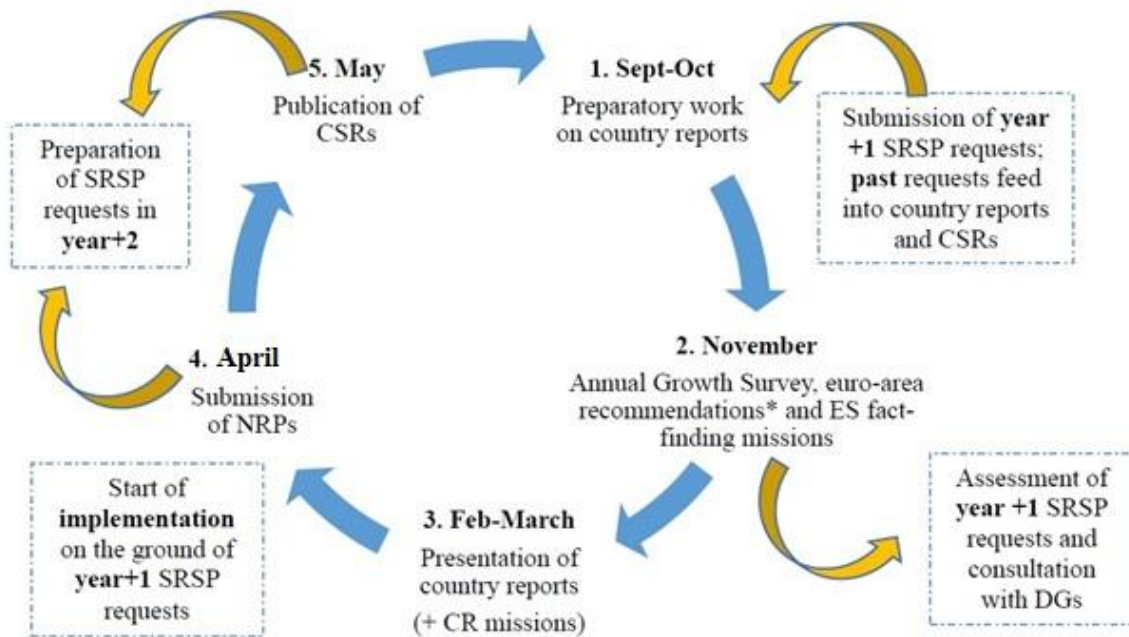 5. May
Publication of
CSRs
1. Sept-Oct
Preparatory work
on country reports
Submission of year
+1 SRSP requests;
past requests feed
into country reports
and CSRs
Preparation
of SRSP
requests in
year+2
2. November
Annual Growth Survey, euro-area
recommendations* and ES fact-
finding missions
4. April
Submission
of NRPs
Assessment of
year +1 SRSP
requests and
consultation
with DGs
3. Feb-March
Presentation of
country reports
(+ CR missions)
Start of
implementation
on the ground of
year+1 SRSP
requests